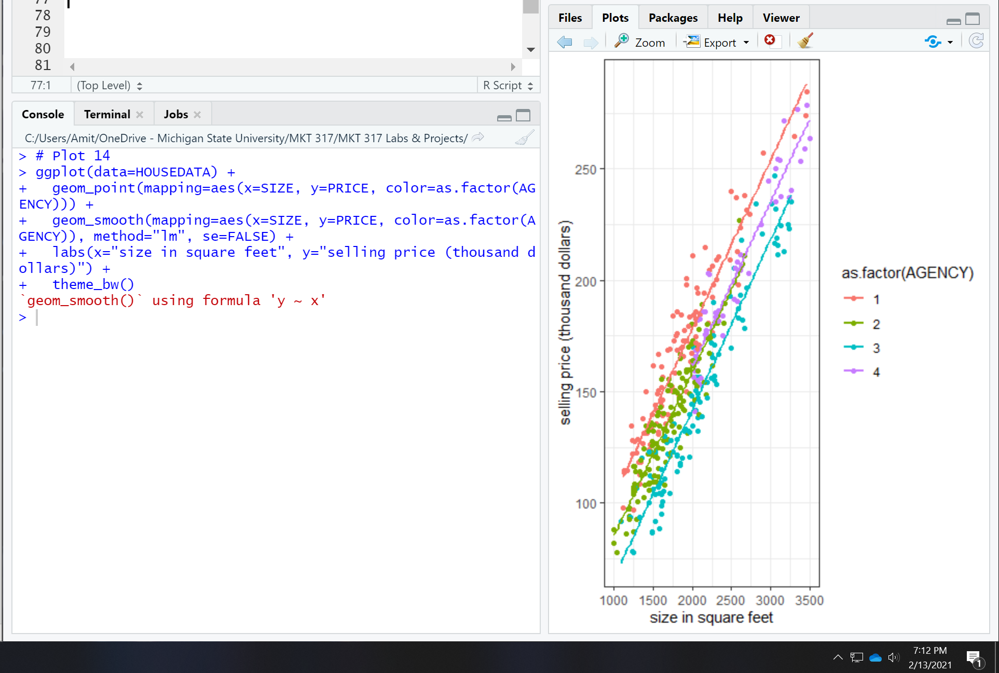 77
78
79
80
81
77:1 (Top Level) R Script
Console Terminal Jobs
C:/Users/Amit/OneDrive - Michigan State University/MKT 317/MKT 317 Labs & Projects/
> # Plot 14
> ggplot(data=HOUSEDATA) +
+   geom_point(mapping=aes(x=SIZE, y=PRICE, color=as.factor(AG
ENCY))) +
+   geom_smooth(mapping=aes(x=SIZE, y=PRICE, color=as.factor(A
GENCY)), method="lm", se=FALSE) +
+   labs(x="size in square feet", y="selling price (thousand d
ollars)") +
+   theme_bw()
`geom_smooth()` using formula 'y ~ x'
>
Files Plots Packages Help Viewer
Zoom Export
250
200
150
100
selling price (thousand dollars)
1000 1500 2000 2500 3000 3500
size in square feet
as.factor(AGENCY)
1
2
3
4
7:12 PM
2/13/2021
1